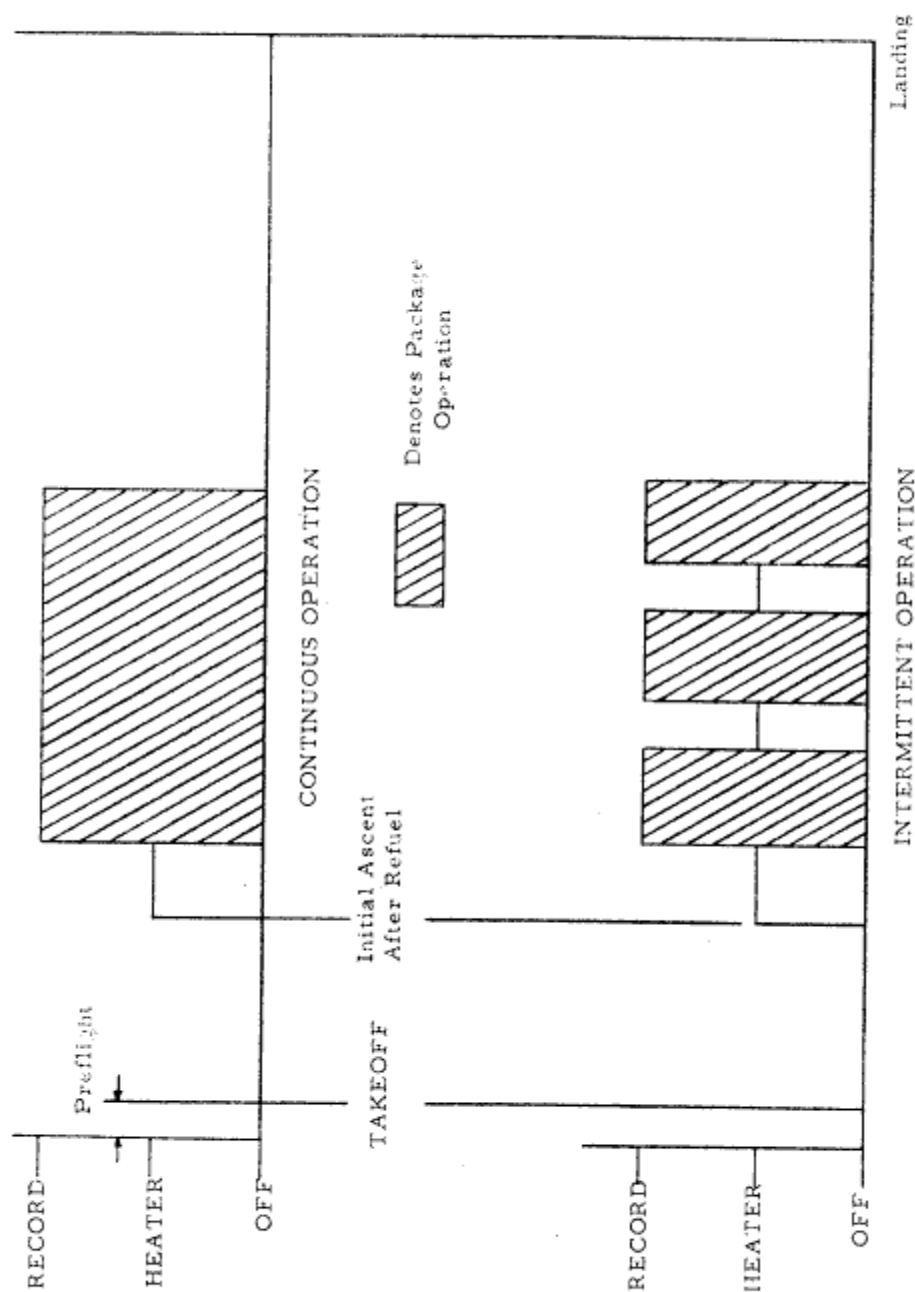 RECORD
HEATER
OFF
Preflight
CONTINUOUS OPERATION
TAKEOFF
Initial Ascent
After Refuel
Denotes Package
Operation
RECORD
HEATER
OFF
INTERMITTENT OPERATION
Landing